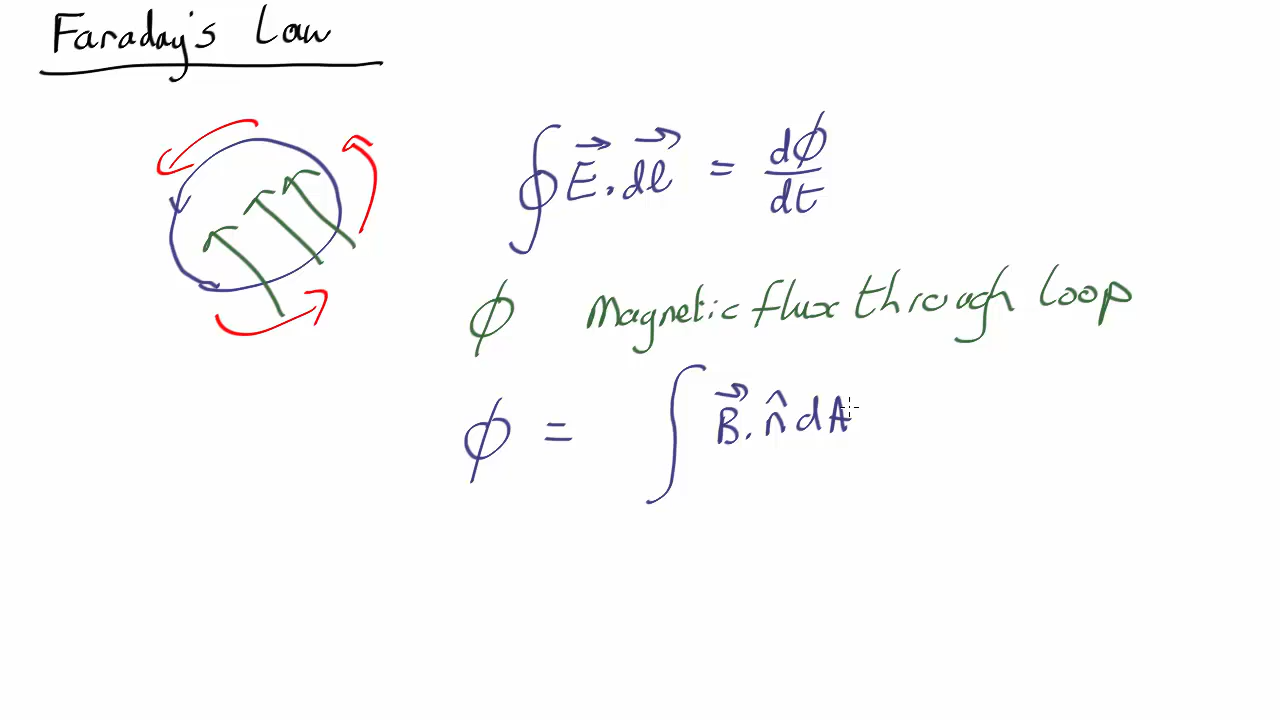 Faraday's Law
∮ E⃗ . dl⃗ = dϕ/dt
ϕ Magnetic flux through loop
ϕ = ∫ B⃗ . n̂ dA